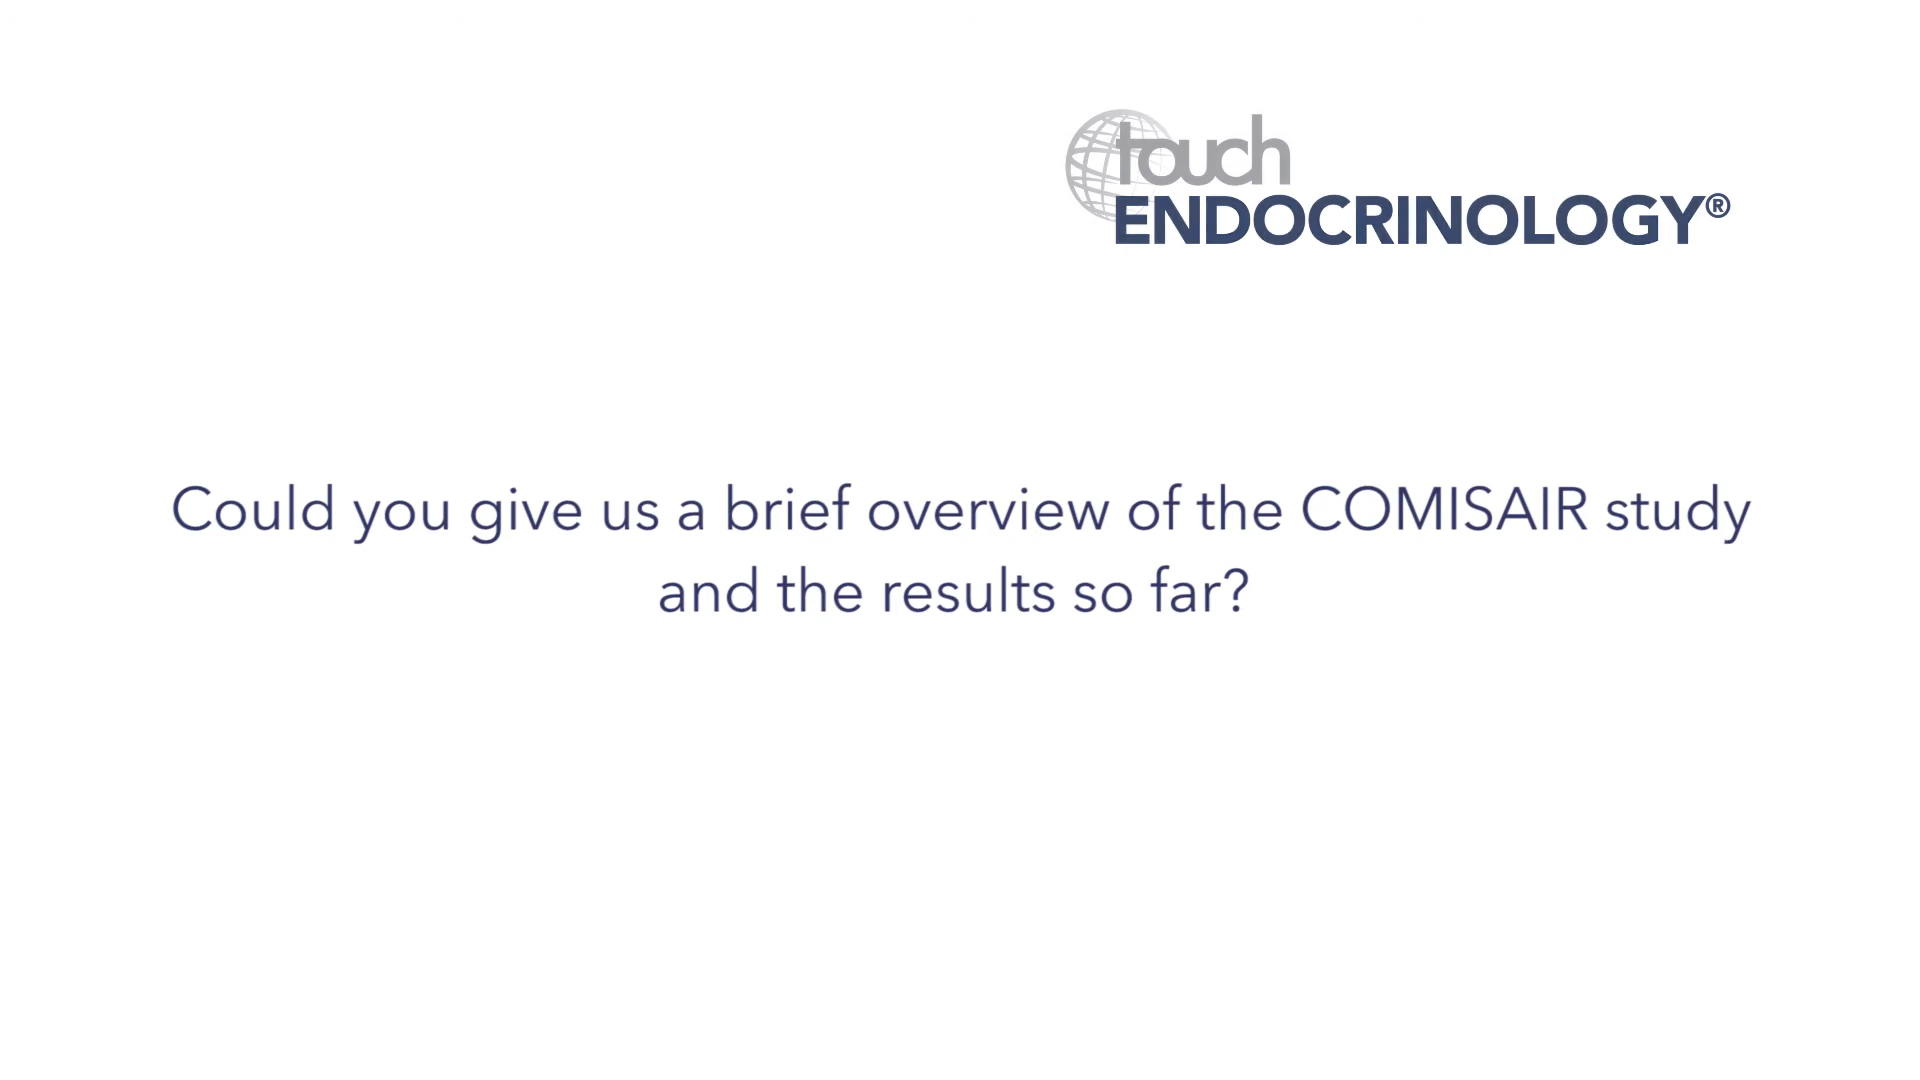 touch
ENDOCRINOLOGY®
Could you give us a brief overview of the COMISAIR study
and the results so far?